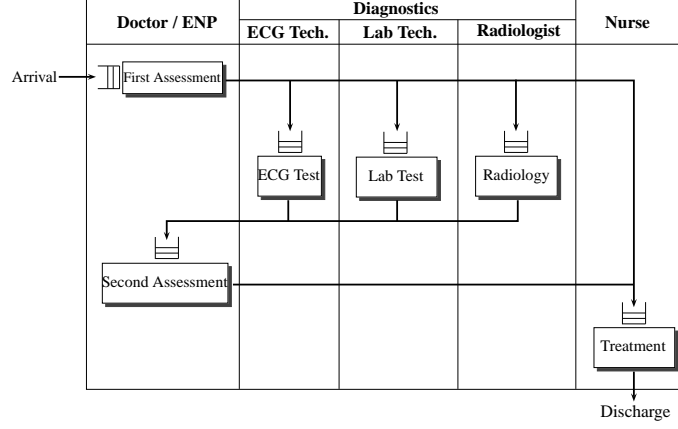 Diagnostics
Doctor / ENP
Nurse
ECG Tech.
Lab Tech.
Radiologist
Arrival
First Assessment
ECG Test
Lab Test
Radiology
Second Assessment
Treatment
Discharge